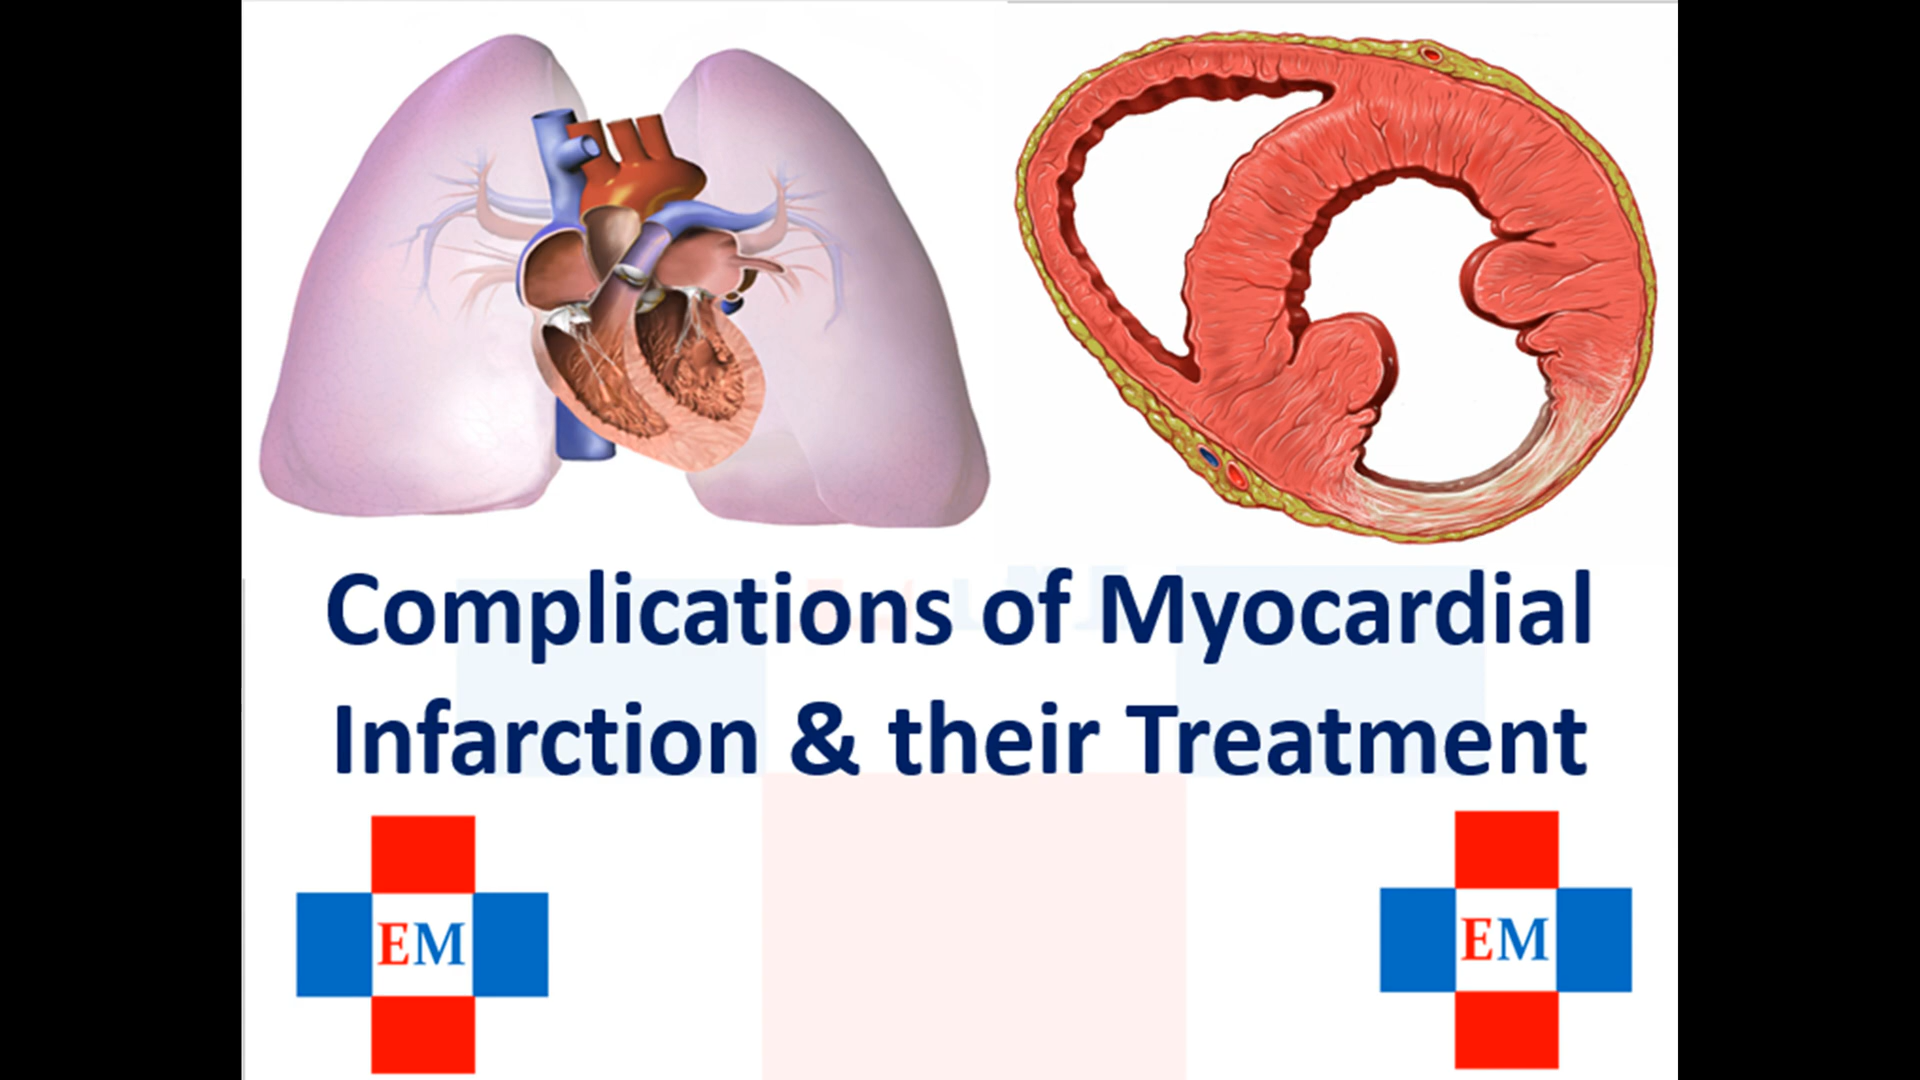 Complications of Myocardial
Infarction & their Treatment
EM
EM